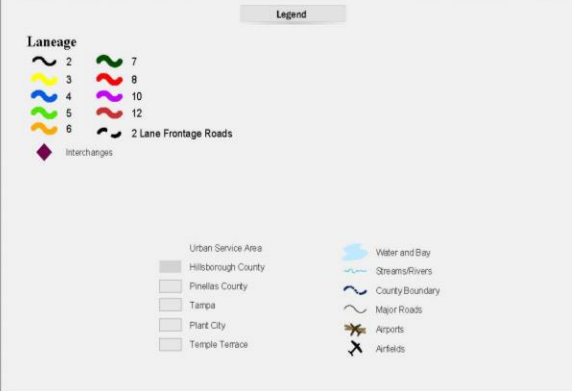 Legend
Laneage
2
7
3
8
4
10
5
12
6
2 Lane Frontage Roads
Interchanges
Urban Service Area
Hillsborough County
Pinellas County
Tampa
Plant City
Temple Terrace
Water and Bay
Streams/Rivers
County Boundary
Major Roads
Airports
Airfields